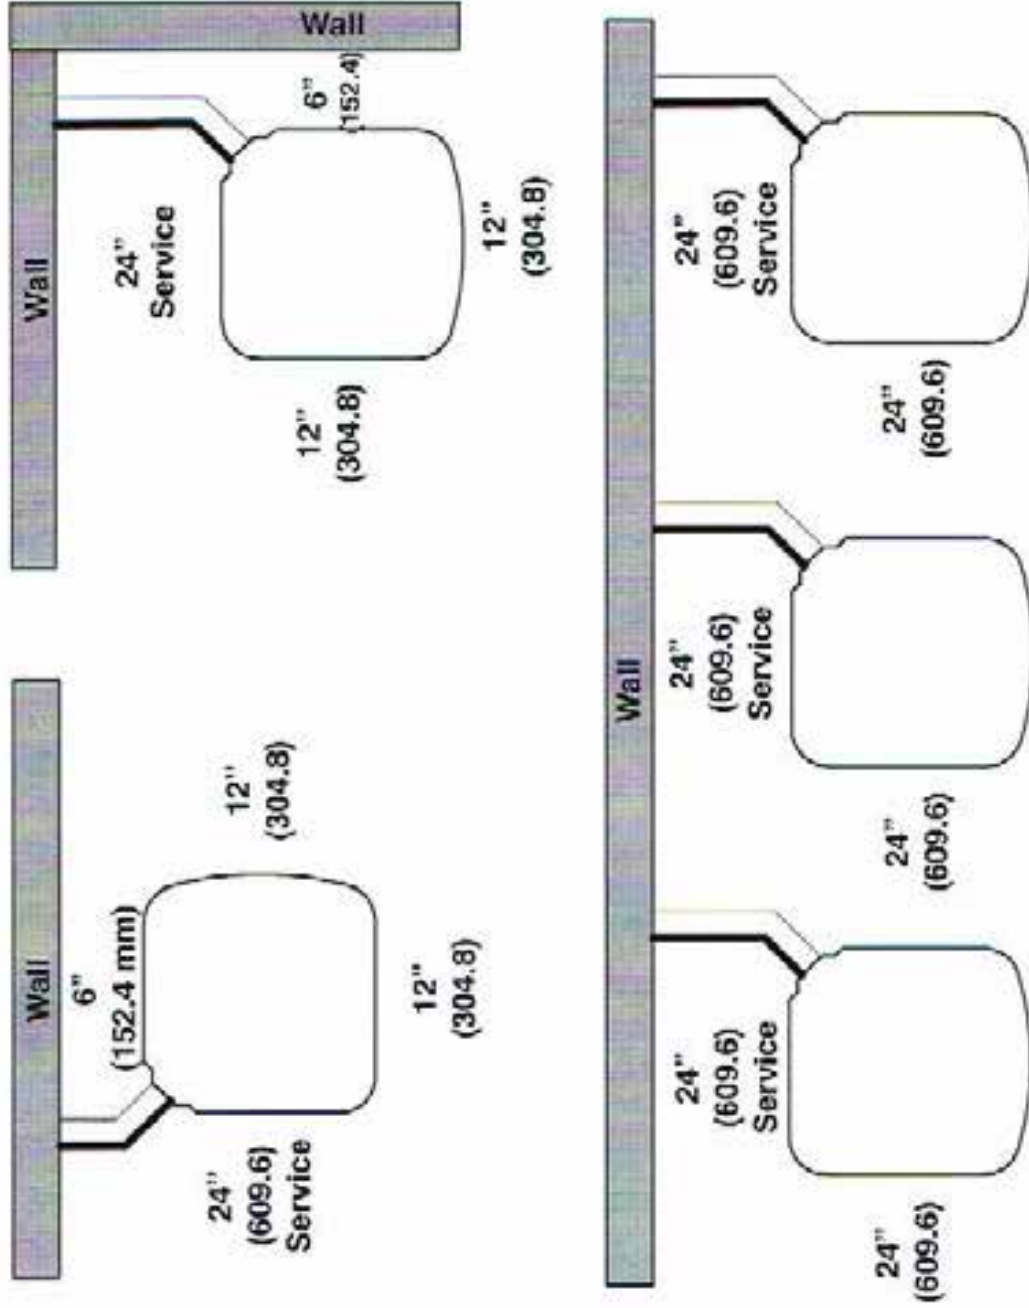 Wall
Wall
6"
(152.4)
24"
Service
12"
(304.8)
12"
(304.8)
Wall
6"
(152.4 mm)
12"
(304.8)
12"
(304.8)
24"
(609.6)
Service
Wall
24"
(609.6)
Service
24"
(609.6)
24"
(609.6)
Service
24"
(609.6)
24"
(609.6)
Service
24"
(609.6)